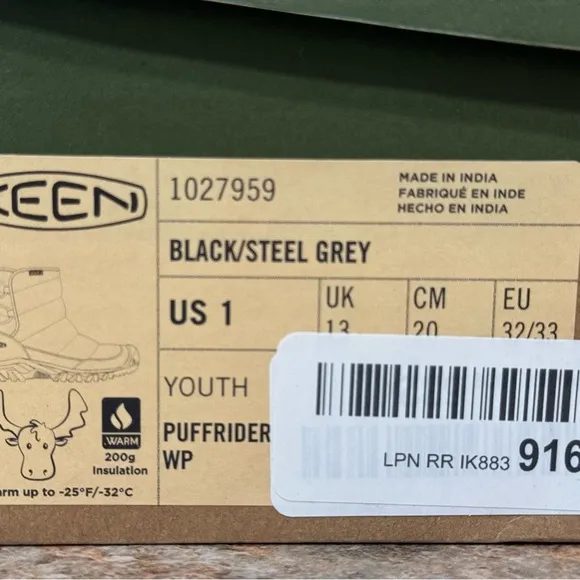 KEEN
1027959
MADE IN INDIA
FABRIQUÉ EN INDE
HECHO EN INDIA
BLACK/STEEL GREY
US 1
UK
13
CM
20
EU
32/33
YOUTH
PUFFRIDER
WP
.WARM
200g
Insulation
arm up to -25°F/-32°C
LPN RR IK883 916